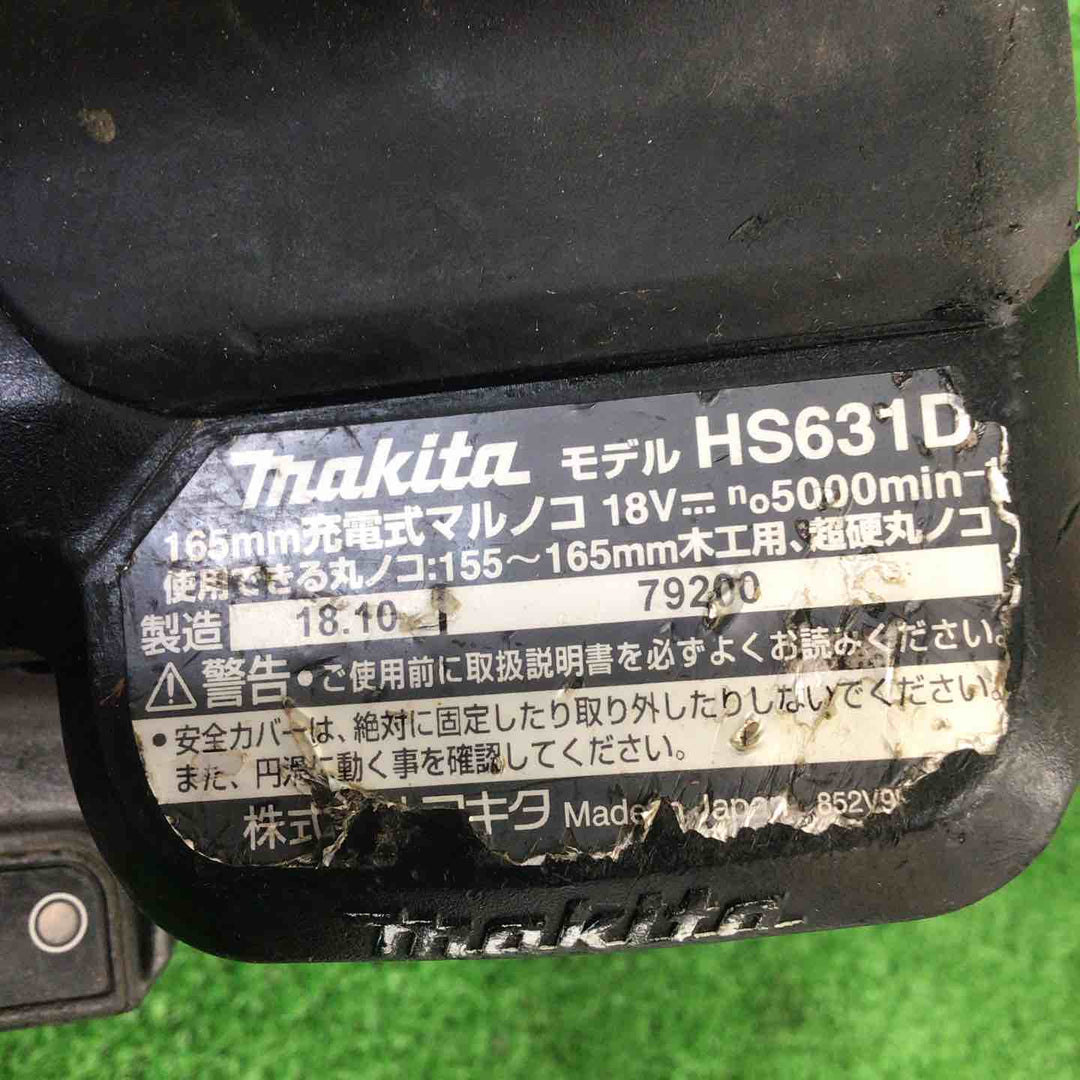 makita モデル HS631D
165mm充電式マルノコ 18V⎓ no5000min-1
使用できる丸ノコ:155～165mm木工用、超硬丸ノコ
製造 18.10 79200
⚠警告 •ご使用前に取扱説明書を必ずよくお読みください。
•安全カバーは、絶対に固定したり取り外したりしないでください。
また、円滑に動く事を確認してください。
株式 キタ Made in Japan 852V9
makita